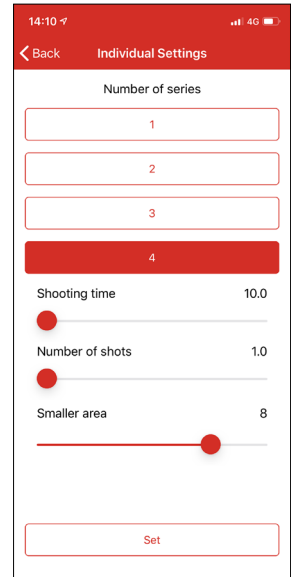 14:10 4G
Back Individual Settings
Number of series
1
2
3
4
Shooting time 10.0
Number of shots 1.0
Smaller area 8
Set